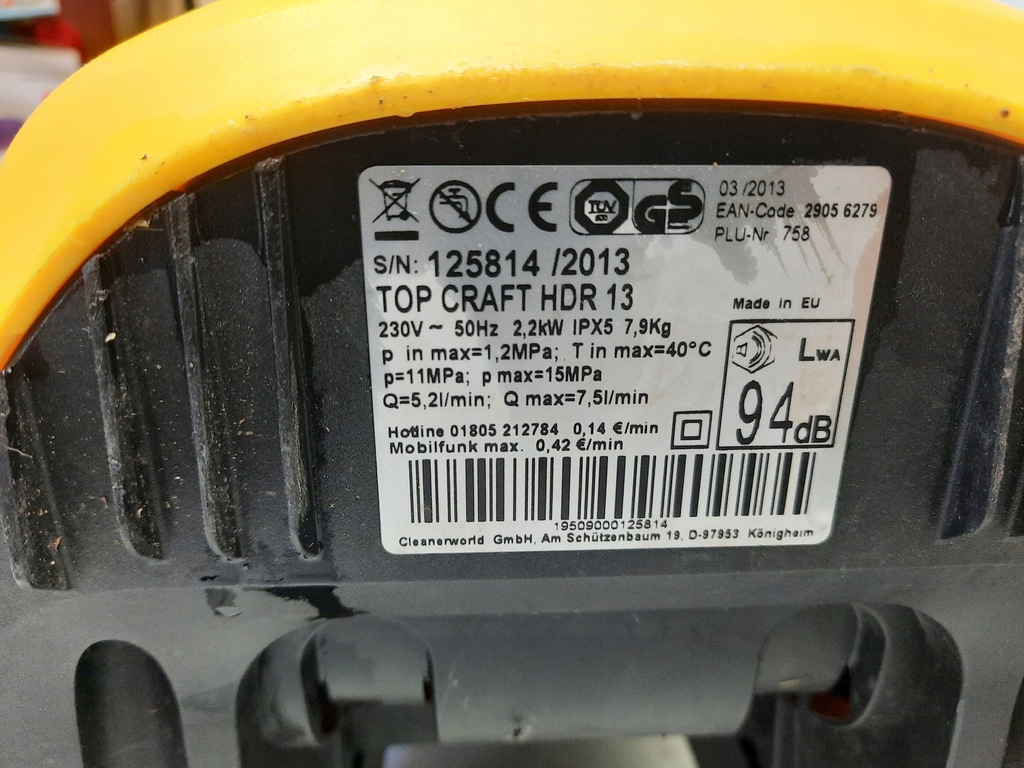 CE
TÜV
GS
03/2013
EAN-Code 2905 6279
PLU-Nr 758
S/N: 125814 /2013
TOP CRAFT HDR 13
Made in EU
230V ~ 50Hz 2,2kW IPX5 7,9Kg
p in max=1,2MPa; T in max=40°C
p=11MPa; p max=15MPa
Q=5,2l/min; Q max=7,5l/min
LWA
94dB
Hotline 01805 212784 0,14 €/min
Mobilfunk max. 0,42 €/min
19509000125814
Cleanerworld GmbH, Am Schützenbaum 19, D-97953 Königheim